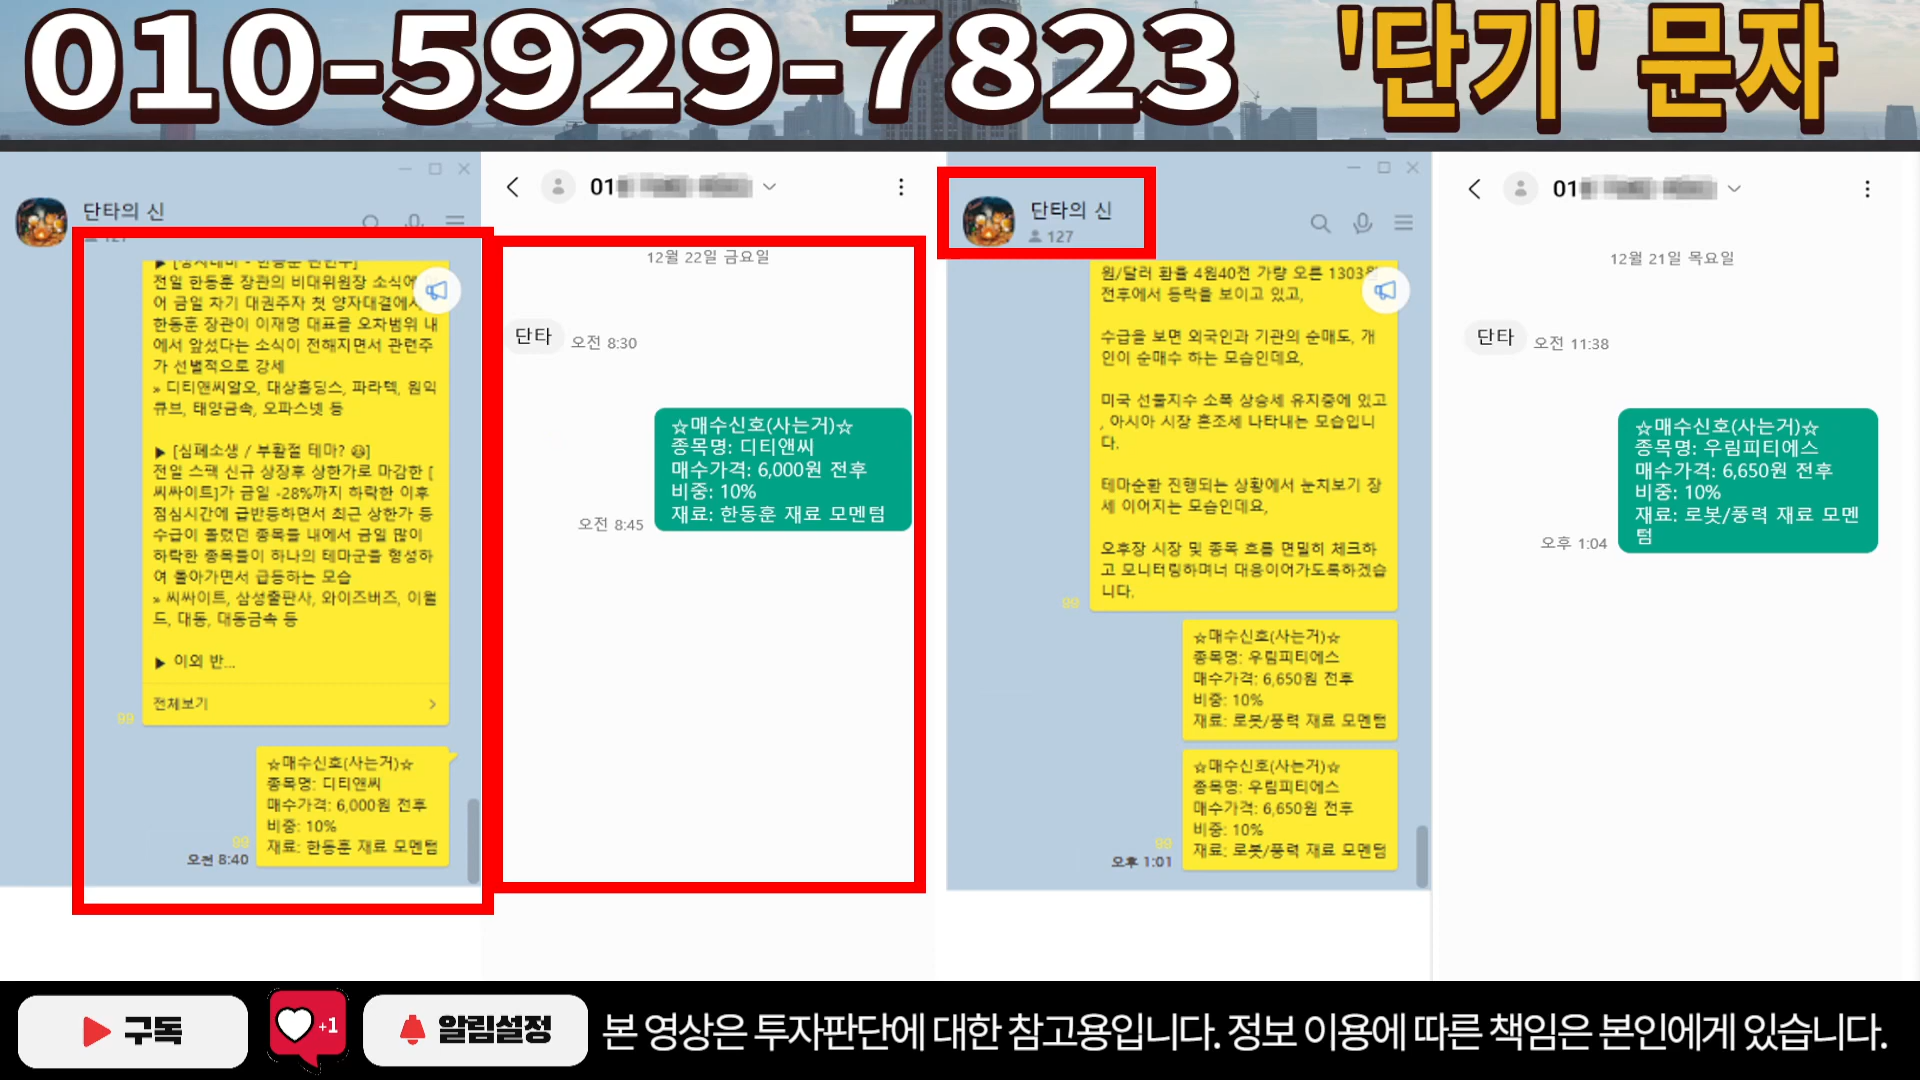 010-5929-7823 '단기' 문자
단타의 신
127
전일 한동훈 장관의 비대위원장 소식에
어 금일 차기 대권주자 첫 양자대결에서
한동훈 장관이 이재명 대표를 오차범위 내
에서 앞섰다는 소식이 전해지면서 관련주
가 선별적으로 강세
» 디티앤씨알오, 대상홀딩스, 파라텍, 원익
큐브, 태양금속, 오파스넷 등
▶ [심폐소생 / 부활절 테마? 😆]
전일 스팩 신규 상장후 상한가로 마감한 [
씨싸이트]가 금일 -28%까지 하락한 이후
점심시간에 급반등하면서 최근 상한가 등
수급이 몰렸던 종목들 내에서 금일 많이
하락한 종목들이 하나의 테마군을 형성하
여 돌아가면서 급등하는 모습
» 씨싸이트, 삼성출판사, 와이즈버즈, 이월
드, 대동, 대동금속 등
▶ 이외 반...
전체보기
99
☆매수신호(사는거)☆
종목명: 디티앤씨
매수가격: 6,000원 전후
비중: 10%
재료: 한동훈 재료 모멘텀
99
오전 8:40
01
12월 22일 금요일
단타 오전 8:30
☆매수신호(사는거)☆
종목명: 디티앤씨
매수가격: 6,000원 전후
비중: 10%
재료: 한동훈 재료 모멘텀
오전 8:45
단타의 신
127
원/달러 환율 4원40전 가량 오른 1303원
전후에서 등락을 보이고 있고,
수급을 보면 외국인과 기관의 순매도, 개
인이 순매수 하는 모습인데요,
미국 선물지수 소폭 상승세 유지중에 있고
, 아시아 시장 혼조세 나타내는 모습입니
다.
테마순환 진행되는 상황에서 눈치보기 장
세 이어지는 모습인데요,
오후장 시장 및 종목 흐름 면밀히 체크하
고 모니터링하며너 대응이어가도록하겠습
니다.
99
☆매수신호(사는거)☆
종목명: 우림피티에스
매수가격: 6,650원 전후
비중: 10%
재료: 로봇/풍력 재료 모멘텀
☆매수신호(사는거)☆
종목명: 우림피티에스
매수가격: 6,650원 전후
비중: 10%
재료: 로봇/풍력 재료 모멘텀
99
오후 1:01
01
12월 21일 목요일
단타 오전 11:38
☆매수신호(사는거)☆
종목명: 우림피티에스
매수가격: 6,650원 전후
비중: 10%
재료: 로봇/풍력 재료 모멘
텀
오후 1:04
구독 +1 알림설정 본 영상은 투자판단에 대한 참고용입니다. 정보 이용에 따른 책임은 본인에게 있습니다.